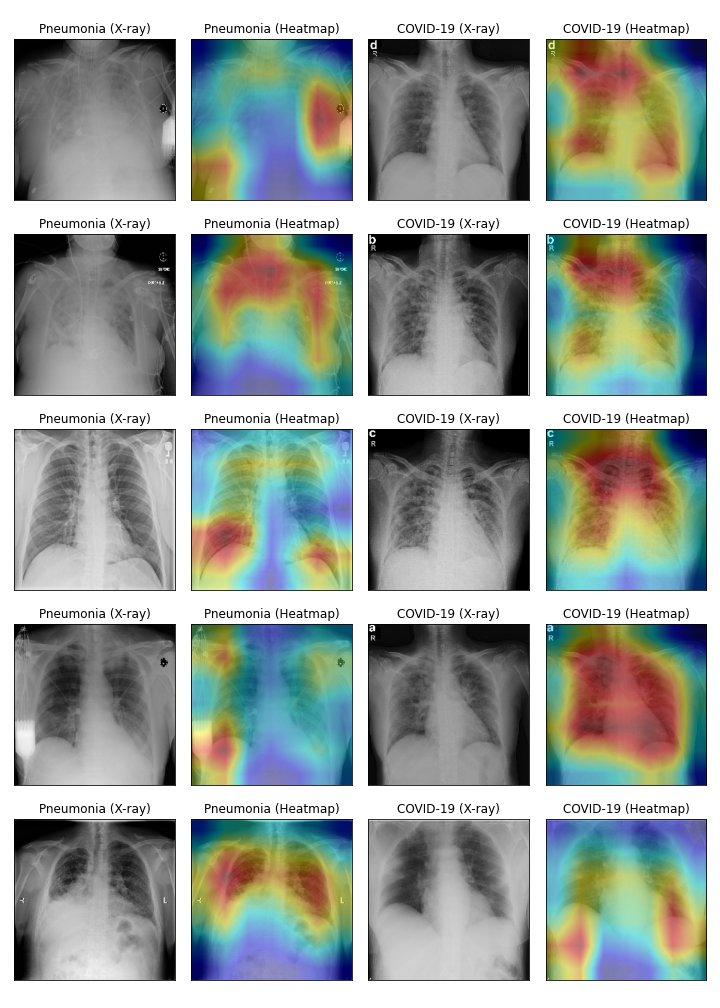 Pneumonia (X-ray) Pneumonia (Heatmap) COVID-19 (X-ray) COVID-19 (Heatmap)
d d
Pneumonia (X-ray) Pneumonia (Heatmap) COVID-19 (X-ray) COVID-19 (Heatmap)
b b
R R
Pneumonia (X-ray) Pneumonia (Heatmap) COVID-19 (X-ray) COVID-19 (Heatmap)
c c
R R
Pneumonia (X-ray) Pneumonia (Heatmap) COVID-19 (X-ray) COVID-19 (Heatmap)
a a
R R
Pneumonia (X-ray) Pneumonia (Heatmap) COVID-19 (X-ray) COVID-19 (Heatmap)
L L